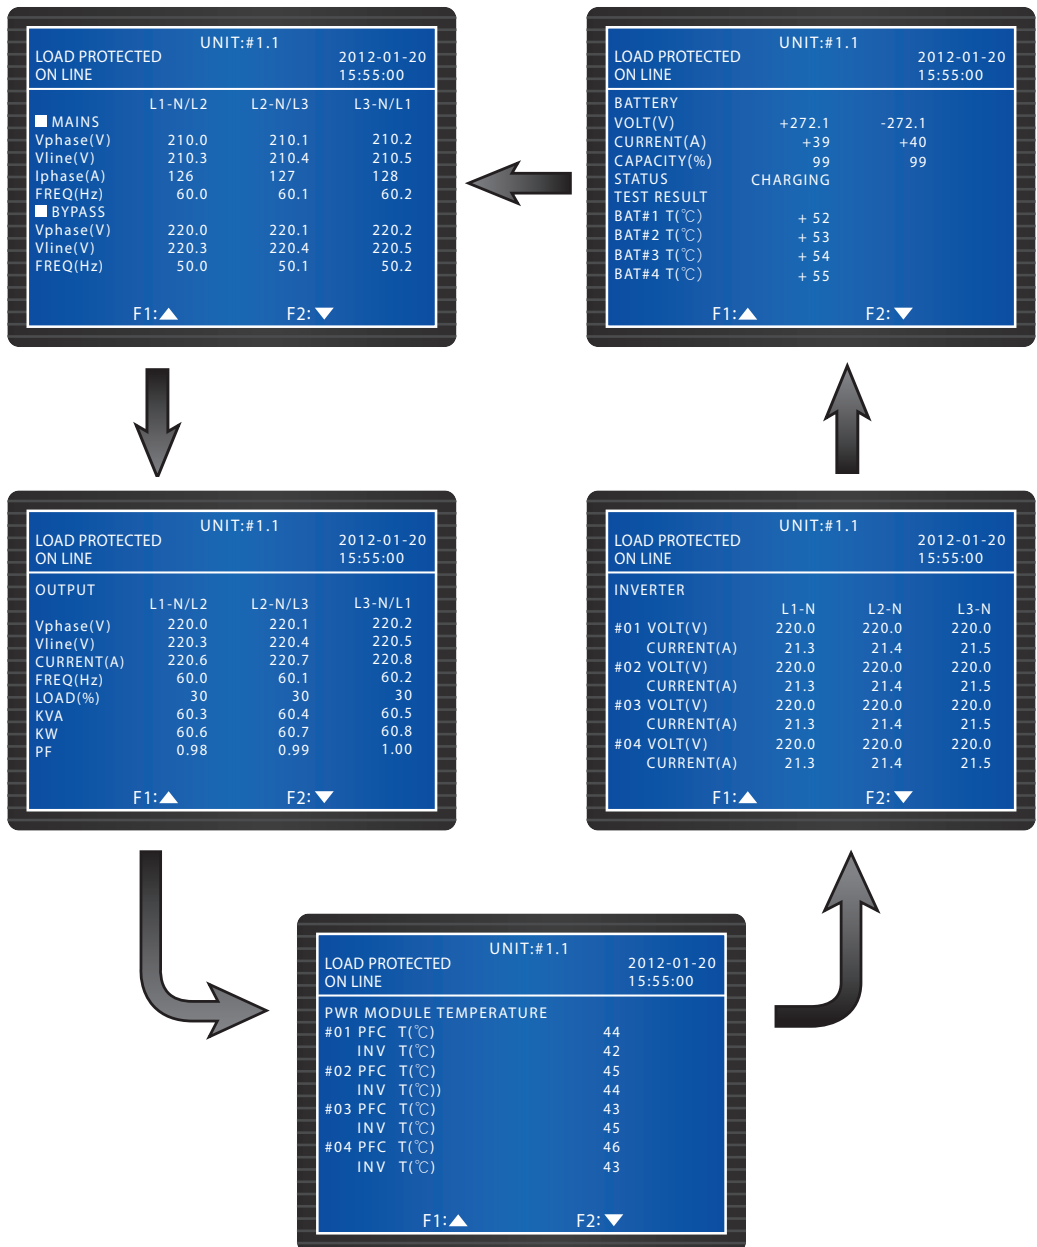 UNIT:#1.1
LOAD PROTECTED 2012-01-20
ON LINE 15:55:00
L1-N/L2 L2-N/L3 L3-N/L1
MAINS
Vphase(V) 210.0 210.1 210.2
Vline(V) 210.3 210.4 210.5
Iphase(A) 126 127 128
FREQ(Hz) 60.0 60.1 60.2
BYPASS
Vphase(V) 220.0 220.1 220.2
Vline(V) 220.3 220.4 220.5
FREQ(Hz) 50.0 50.1 50.2
F1:▲ F2:▼
UNIT:#1.1
LOAD PROTECTED 2012-01-20
ON LINE 15:55:00
BATTERY
VOLT(V) +272.1 -272.1
CURRENT(A) +39 +40
CAPACITY(%) 99 99
STATUS CHARGING
TEST RESULT
BAT#1 T(℃) + 52
BAT#2 T(℃) + 53
BAT#3 T(℃) + 54
BAT#4 T(℃) + 55
F1:▲ F2:▼
UNIT:#1.1
LOAD PROTECTED 2012-01-20
ON LINE 15:55:00
OUTPUT
L1-N/L2 L2-N/L3 L3-N/L1
Vphase(V) 220.0 220.1 220.2
Vline(V) 220.3 220.4 220.5
CURRENT(A) 220.6 220.7 220.8
FREQ(Hz) 60.0 60.1 60.2
LOAD(%) 30 30 30
KVA 60.3 60.4 60.5
KW 60.6 60.7 60.8
PF 0.98 0.99 1.00
F1:▲ F2:▼
UNIT:#1.1
LOAD PROTECTED 2012-01-20
ON LINE 15:55:00
INVERTER
L1-N L2-N L3-N
#01 VOLT(V) 220.0 220.0 220.0
CURRENT(A) 21.3 21.4 21.5
#02 VOLT(V) 220.0 220.0 220.0
CURRENT(A) 21.3 21.4 21.5
#03 VOLT(V) 220.0 220.0 220.0
CURRENT(A) 21.3 21.4 21.5
#04 VOLT(V) 220.0 220.0 220.0
CURRENT(A) 21.3 21.4 21.5
F1:▲ F2:▼
UNIT:#1.1
LOAD PROTECTED 2012-01-20
ON LINE 15:55:00
PWR MODULE TEMPERATURE
#01 PFC T(℃) 44
INV T(℃) 42
#02 PFC T(℃) 45
INV T(℃)) 44
#03 PFC T(℃) 43
INV T(℃) 45
#04 PFC T(℃) 46
INV T(℃) 43
F1:▲ F2:▼